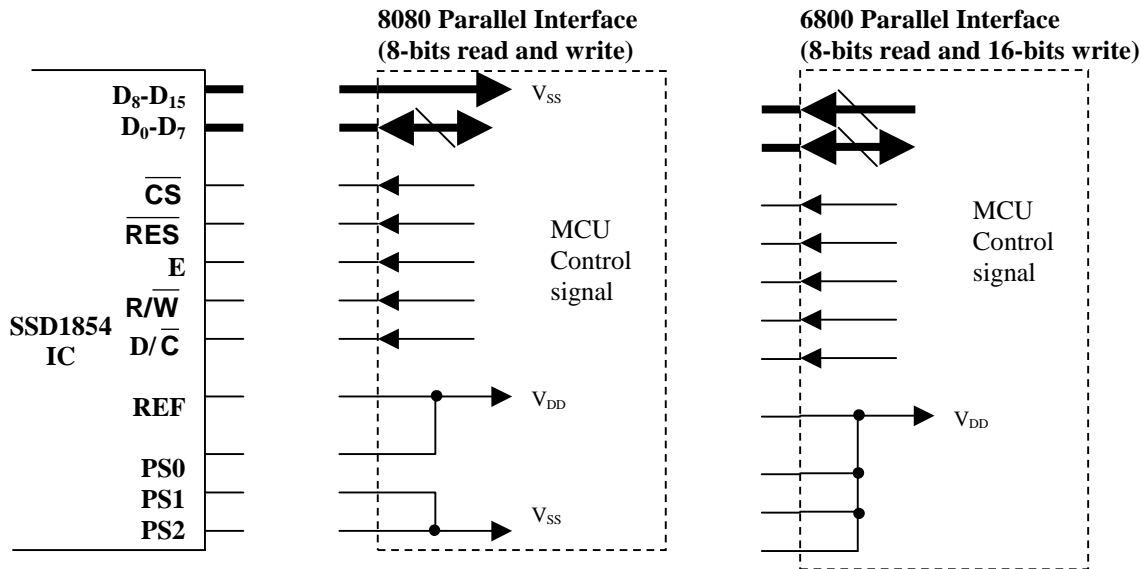 8080 Parallel Interface
(8-bits read and write)
6800 Parallel Interface
(8-bits read and 16-bits write)
D8-D15
D0-D7
CS
RES
E
R/W
D/C
SSD1854
IC
REF
PS0
PS1
PS2
VSS
MCU
Control
signal
VDD
VSS
MCU
Control
signal
VDD